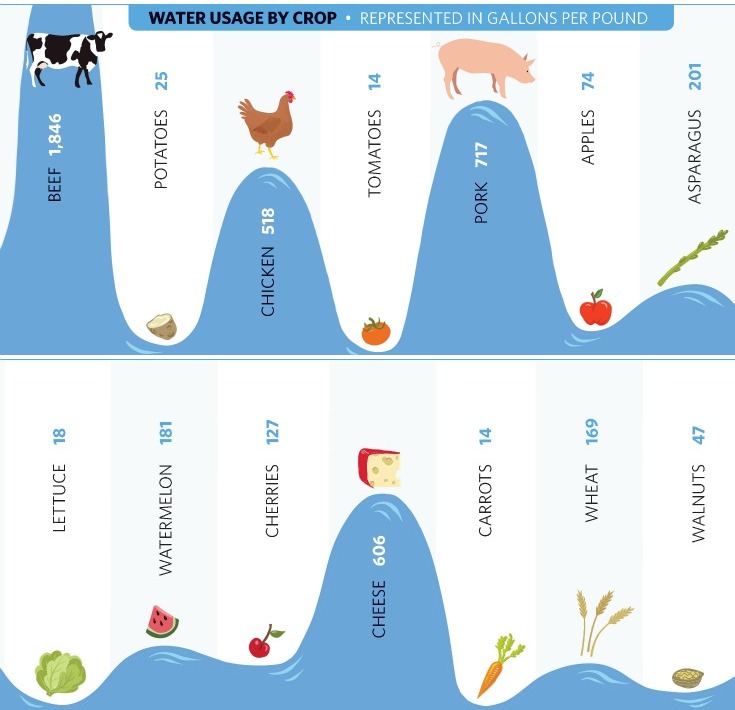 WATER USAGE BY CROP • REPRESENTED IN GALLONS PER POUND
BEEF 1,846
POTATOES 25
CHICKEN 518
TOMATOES 14
PORK 717
APPLES 74
ASPARAGUS 201
LETTUCE 18
WATERMELON 181
CHERRIES 127
CHEESE 606
CARROTS 14
WHEAT 169
WALNUTS 47